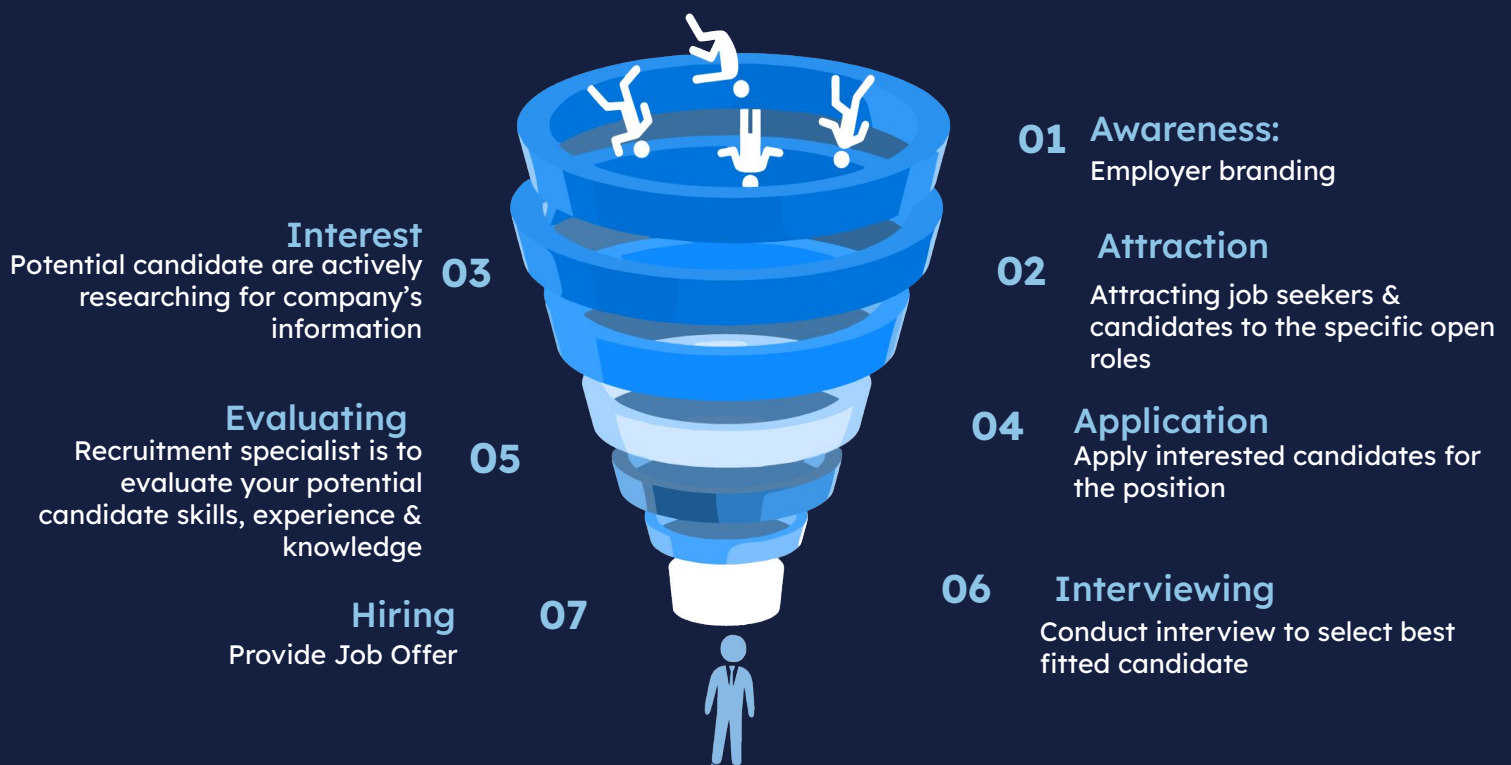 01
Awareness:
Employer branding
02
Attraction
Attracting job seekers &
candidates to the specific open
roles
03
Interest
Potential candidate are actively
researching for company’s
information
04
Application
Apply interested candidates for
the position
05
Evaluating
Recruitment specialist is to
evaluate your potential
candidate skills, experience &
knowledge
06
Interviewing
Conduct interview to select best
fitted candidate
07
Hiring
Provide Job Offer